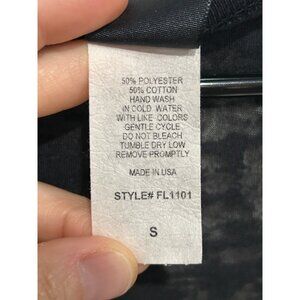 50% POLYESTER
50% COTTON
HAND WASH
IN COLD WATER
WITH LIKE COLORS
GENTLE CYCLE
DO NOT BLEACH
TUMBLE DRY LOW
REMOVE PROMPTLY
MADE IN USA
STYLE# FL1101
S